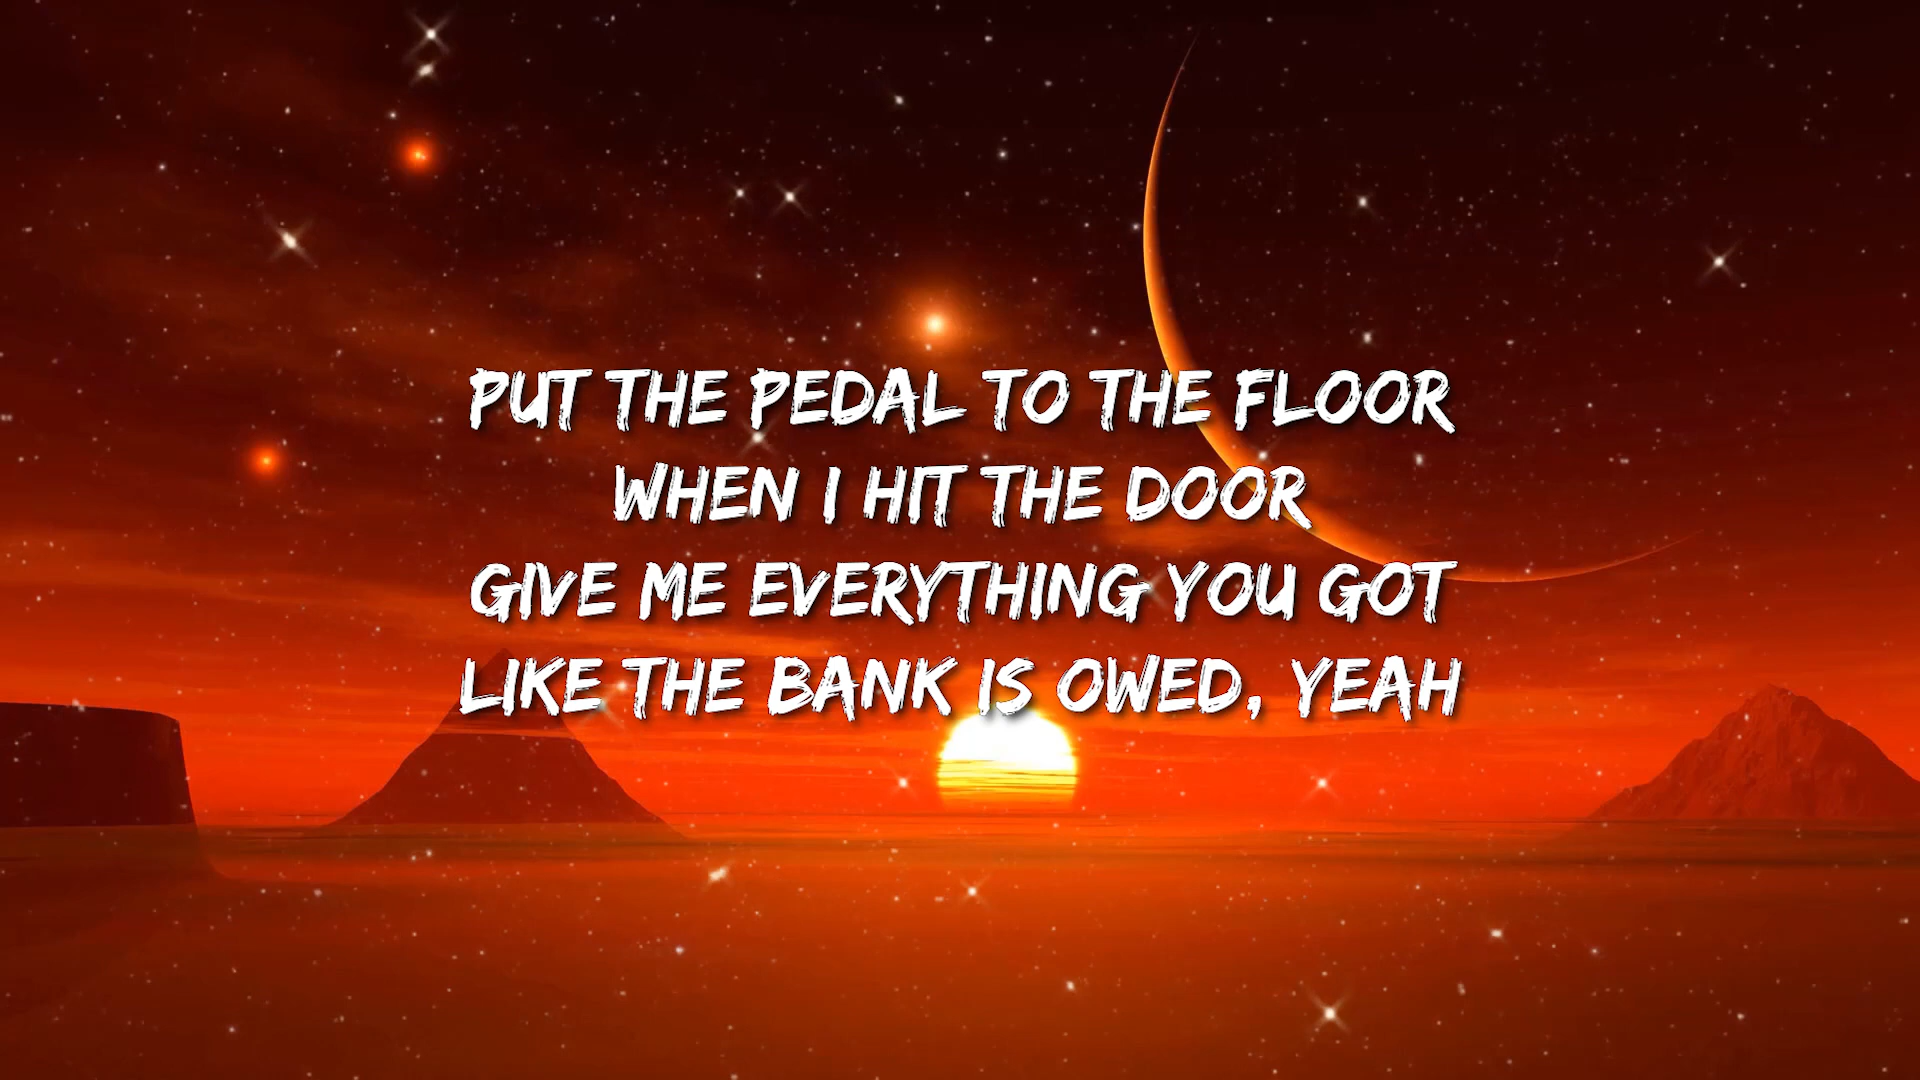 PUT THE PEDAL TO THE FLOOR
WHEN I HIT THE DOOR
GIVE ME EVERYTHING YOU GOT
LIKE THE BANK IS OWED, YEAH